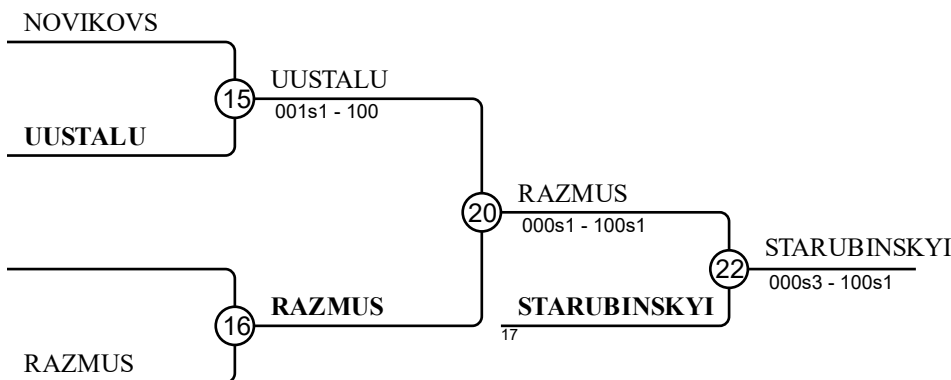 NOVIKOVS
15
UUSTALU
001s1 - 100
UUSTALU
20
RAZMUS
000s1 - 100s1
22
STARUBINSKYI
000s3 - 100s1
16
RAZMUS
STARUBINSKYI
17
RAZMUS